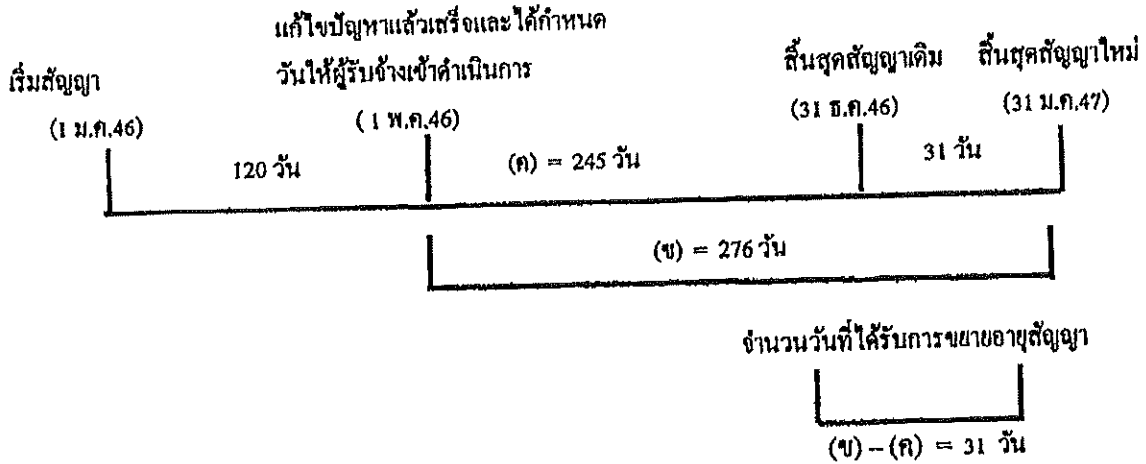 แก้ไขปัญหาแล้วเสร็จและได้กำหนด
วันให้ผู้รับจ้างเข้าดำเนินการ
เริ่มสัญญา
สิ้นสุดสัญญาเดิม
สิ้นสุดสัญญาใหม่
(1 ม.ค.46)
(1 พ.ค.46)
(31 ธ.ค.46)
(31 ม.ค.47)
120 วัน
(ค) = 245 วัน
31 วัน
(ข) = 276 วัน
จำนวนวันที่ได้รับการขยายอายุสัญญา
(ข) – (ค) = 31 วัน